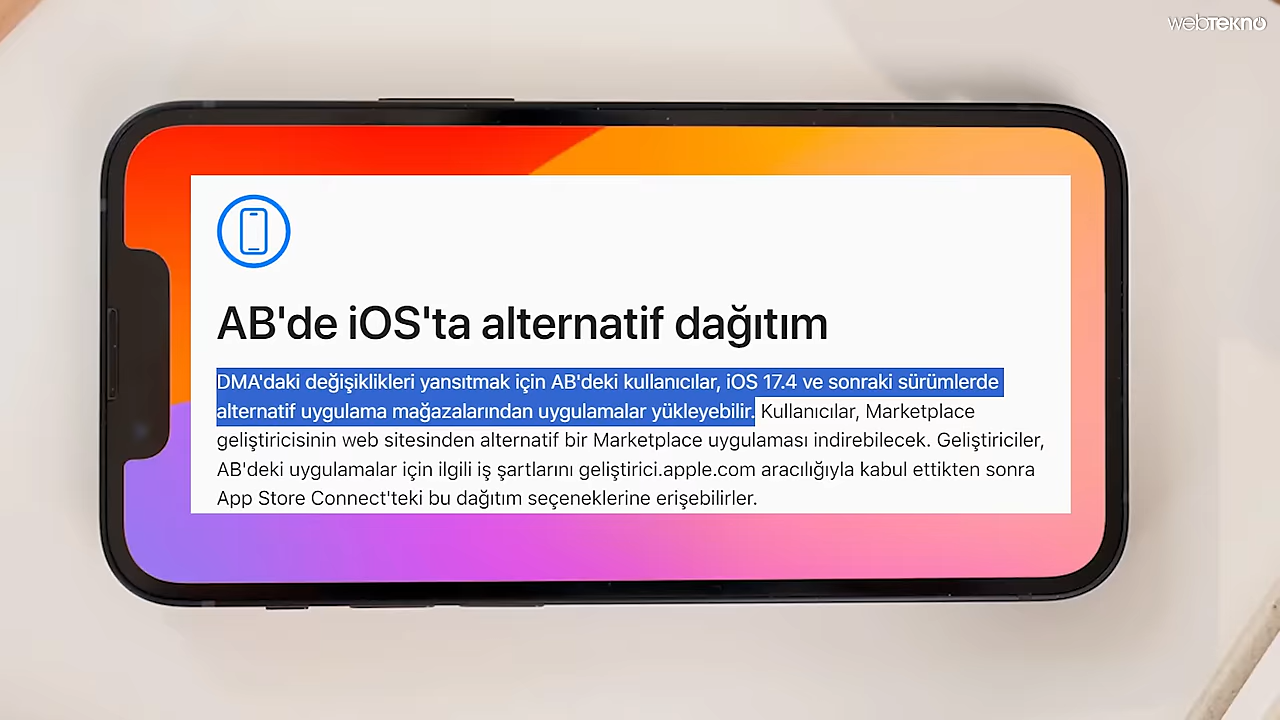 webTEKNO
AB'de iOS'ta alternatif dağıtım
DMA'daki değişiklikleri yansıtmak için AB'deki kullanıcılar, iOS 17.4 ve sonraki sürümlerde
alternatif uygulama mağazalarından uygulamalar yükleyebilir. Kullanıcılar, Marketplace
geliştiricisinin web sitesinden alternatif bir Marketplace uygulaması indirebilecek. Geliştiriciler,
AB'deki uygulamalar için ilgili iş şartlarını geliştirici.apple.com aracılığıyla kabul ettikten sonra
App Store Connect'teki bu dağıtım seçeneklerine erişebilirler.